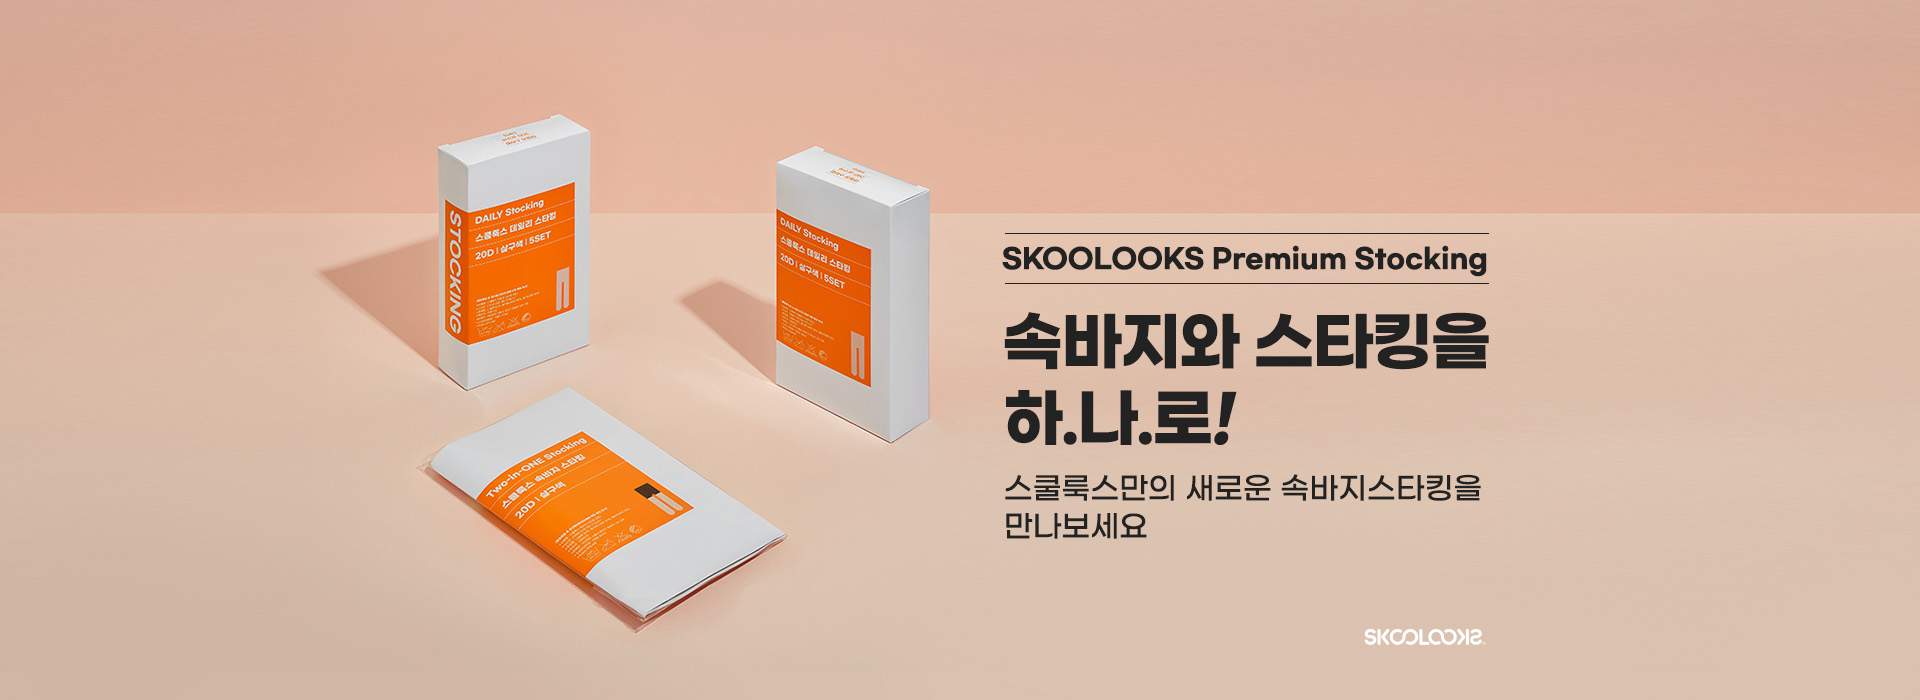 STOCKING
DAILY Stocking
스쿨룩스 데일리 스타킹
20D | 살구색 | 5SET
DAILY Stocking
스쿨룩스 데일리 스타킹
20D | 살구색 | 5SET
Two-in-ONE Stocking
스쿨룩스 속바지 스타킹
20D | 살구색
SKOOLOOKS Premium Stocking
속바지와 스타킹을
하.나.로!
스쿨룩스만의 새로운 속바지스타킹을
만나보세요
SKOOLOOKS